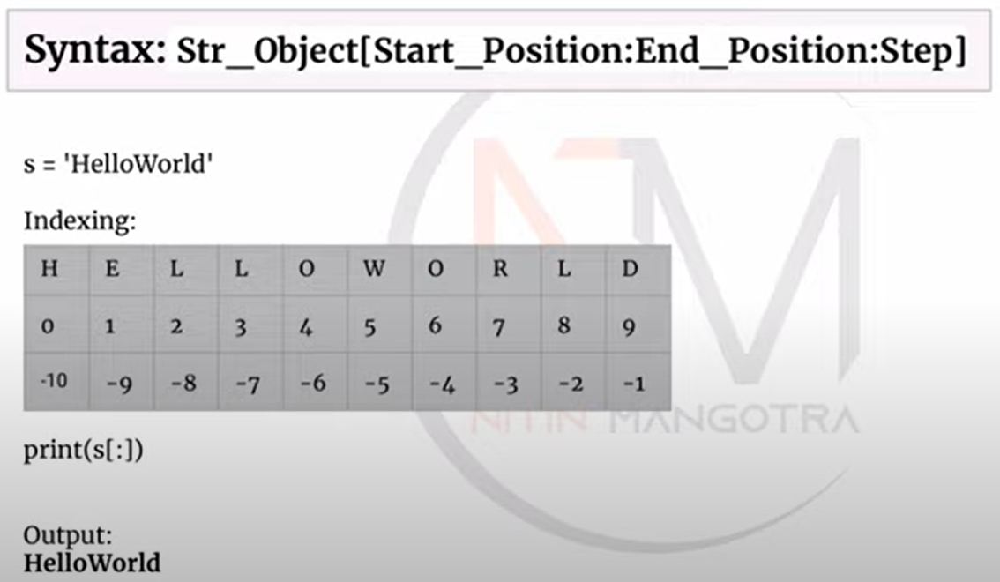 Syntax: Str_Object[Start_Position:End_Position:Step]
s = 'HelloWorld'
Indexing:
H E L L O W O R L D
0 1 2 3 4 5 6 7 8 9
-10 -9 -8 -7 -6 -5 -4 -3 -2 -1
NITIN MANGOTRA
print(s[:])
Output:
HelloWorld